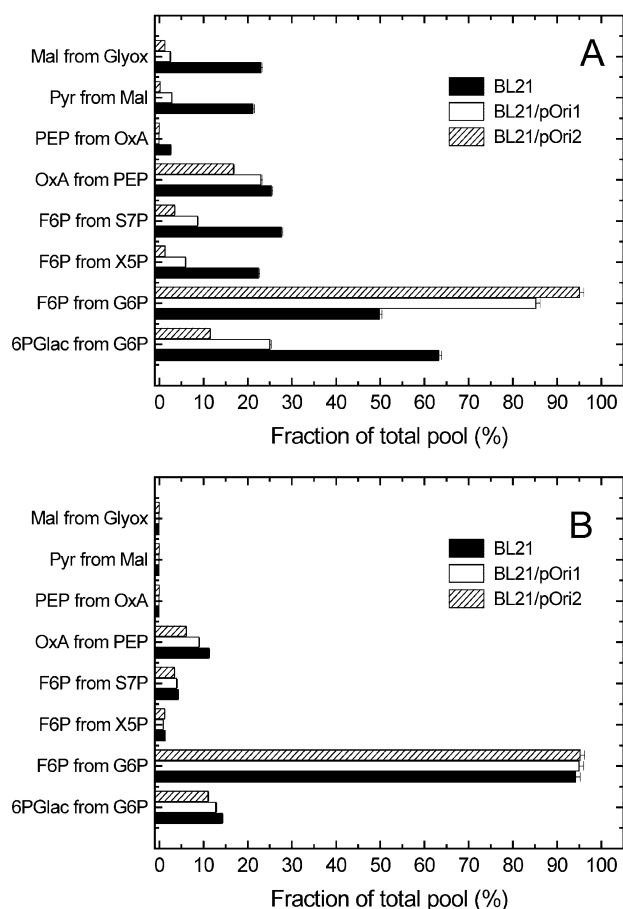 A
Mal from Glyox
Pyr from Mal
PEP from OxA
OxA from PEP
F6P from S7P
F6P from X5P
F6P from G6P
6PGlac from G6P
BL21
BL21/pOri1
BL21/pOri2
0 10 20 30 40 50 60 70 80 90 100
Fraction of total pool (%)
B
Mal from Glyox
Pyr from Mal
PEP from OxA
OxA from PEP
F6P from S7P
F6P from X5P
F6P from G6P
6PGlac from G6P
BL21
BL21/pOri1
BL21/pOri2
0 10 20 30 40 50 60 70 80 90 100
Fraction of total pool (%)